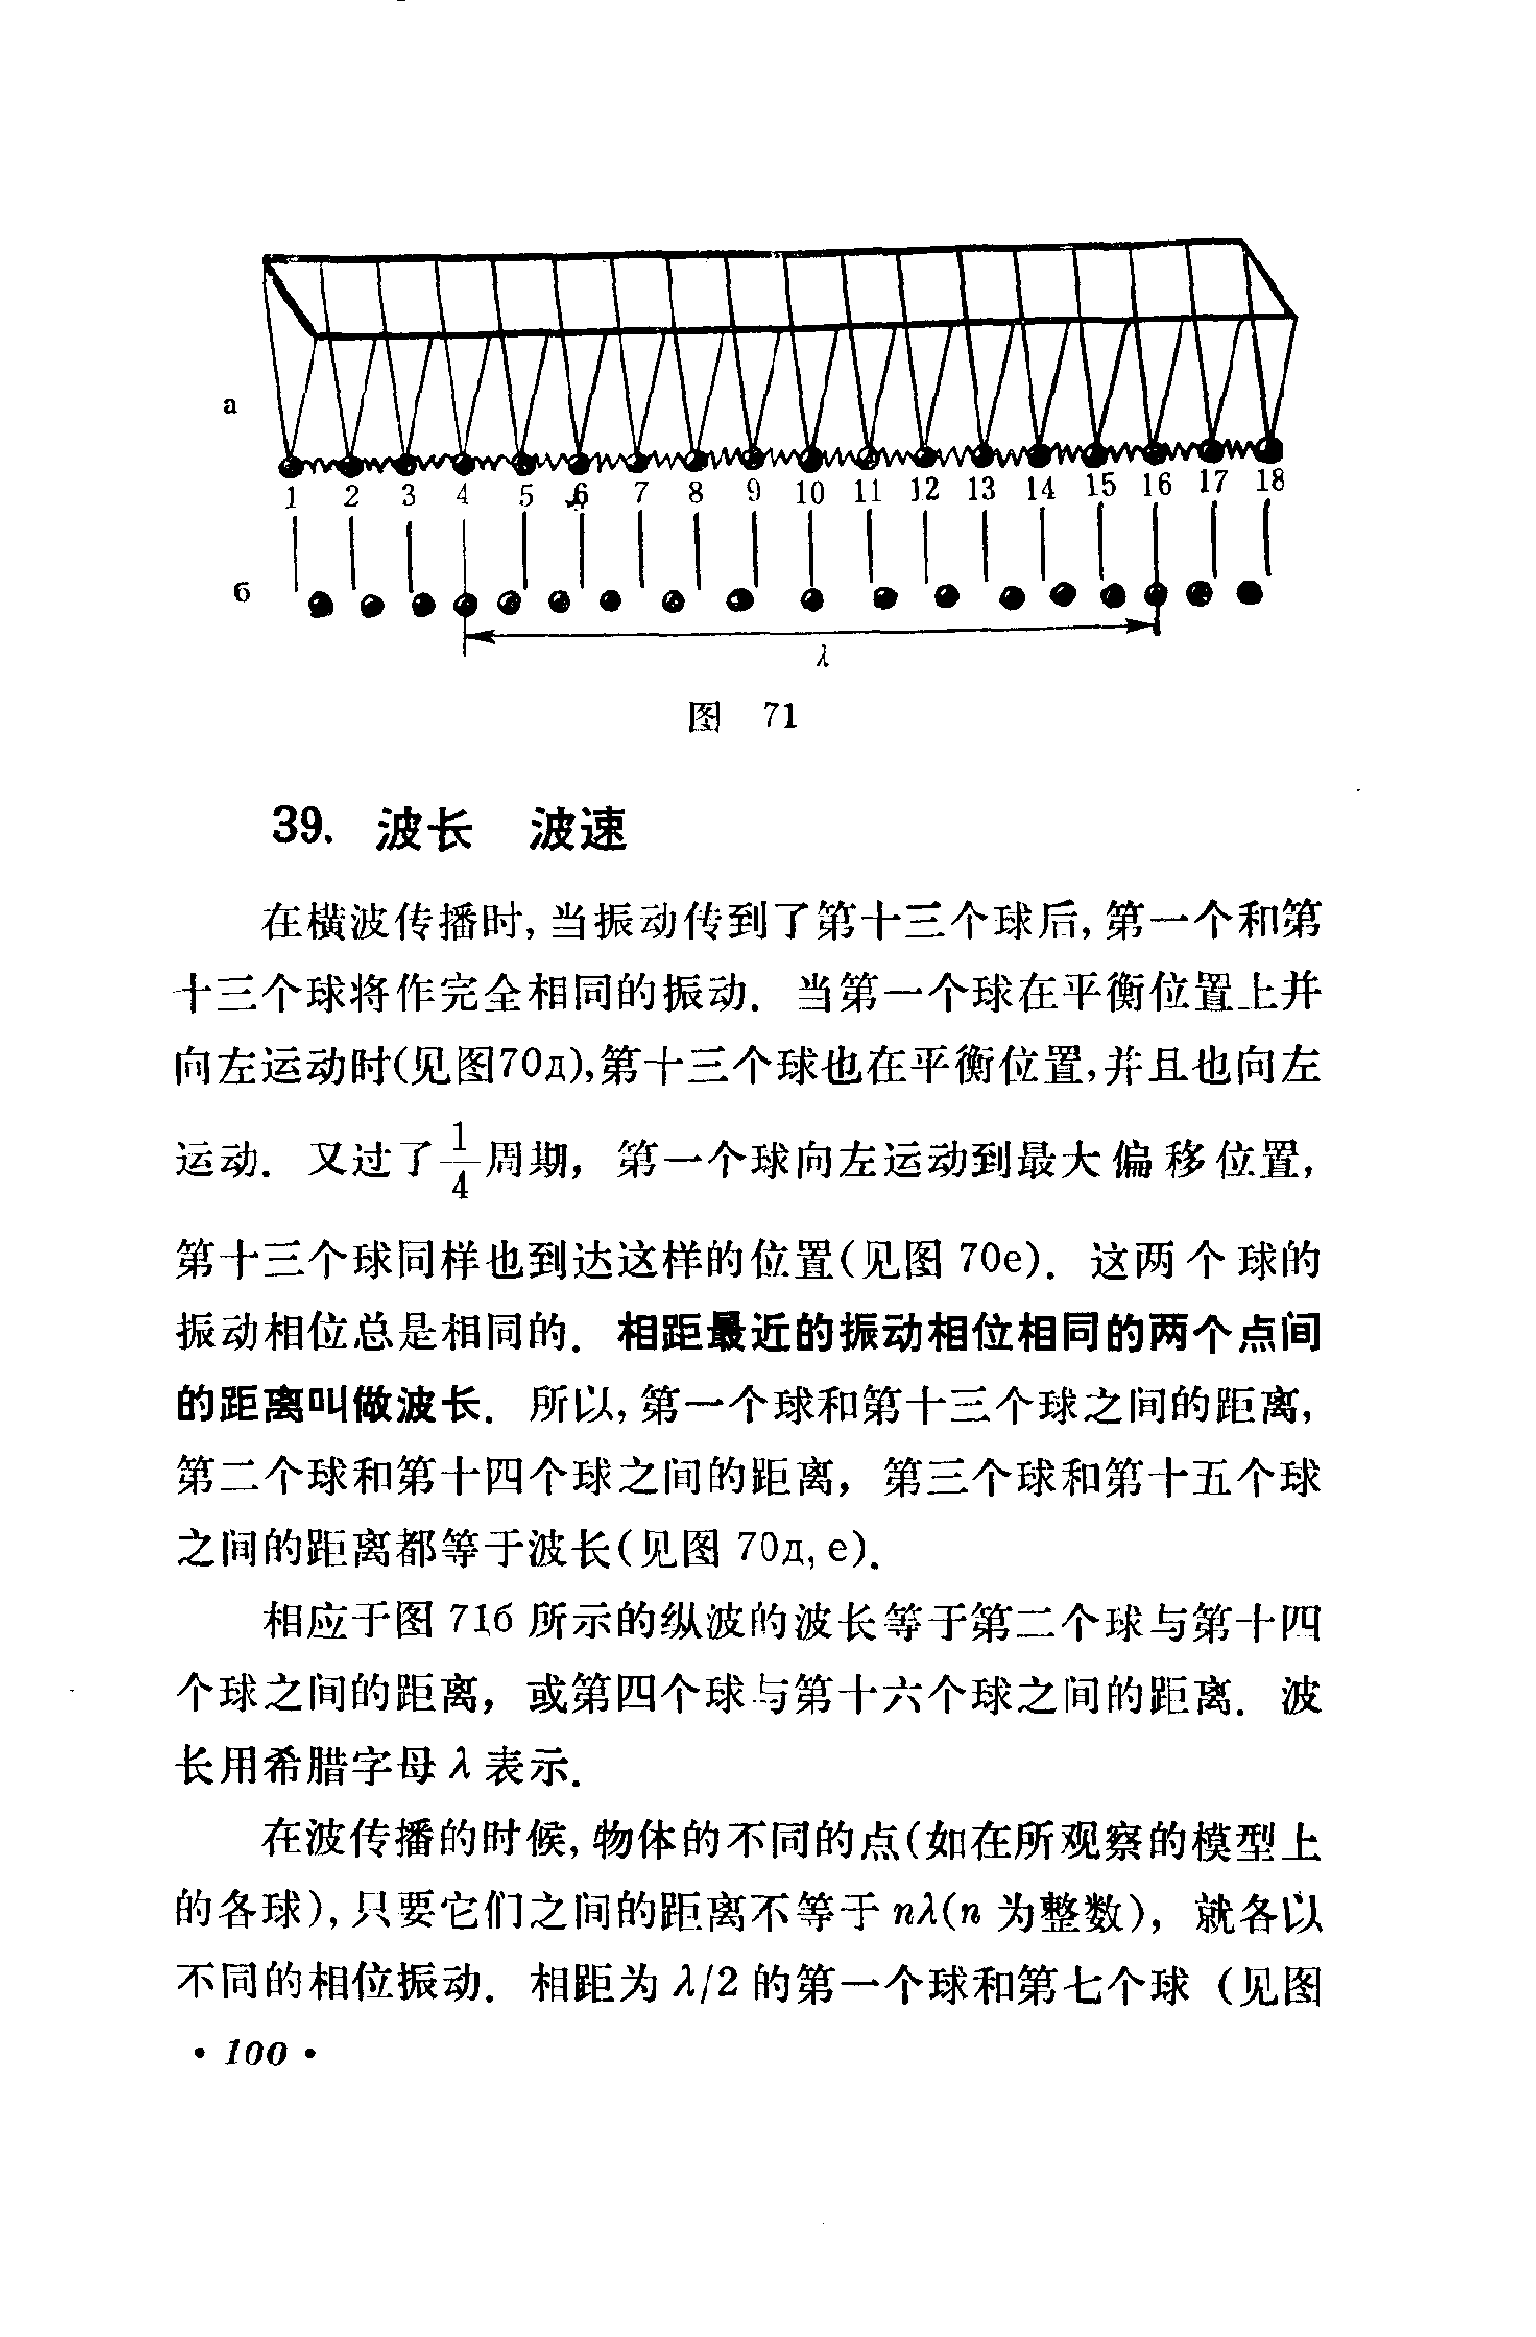 а
1 2 3 4 5 6 7 8 9 10 11 12 13 14 15 16 17 18
б
λ
图 71
39. 波长 波速
在横波传播时,当振动传到了第十三个球后,第一个和第
十三个球将作完全相同的振动. 当第一个球在平衡位置上并
向左运动时(见图70д),第十三个球也在平衡位置,并且也向左
运动. 又过了1/4周期, 第一个球向左运动到最大偏移位置,
第十三个球同样也到达这样的位置(见图 70е). 这两个球的
振动相位总是相同的. 相距最近的振动相位相同的两个点间
的距离叫做波长. 所以,第一个球和第十三个球之间的距离,
第二个球和第十四个球之间的距离, 第三个球和第十五个球
之间的距离都等于波长(见图 70д, е).
相应于图 71б 所示的纵波的波长等于第二个球与第十四
个球之间的距离, 或第四个球与第十六个球之间的距离. 波
长用希腊字母 λ 表示.
在波传播的时候,物体的不同的点(如在所观察的模型上
的各球),只要它们之间的距离不等于 nλ(n 为整数), 就各以
不同的相位振动. 相距为 λ/2 的第一个球和第七个球 (见图
· 100 ·